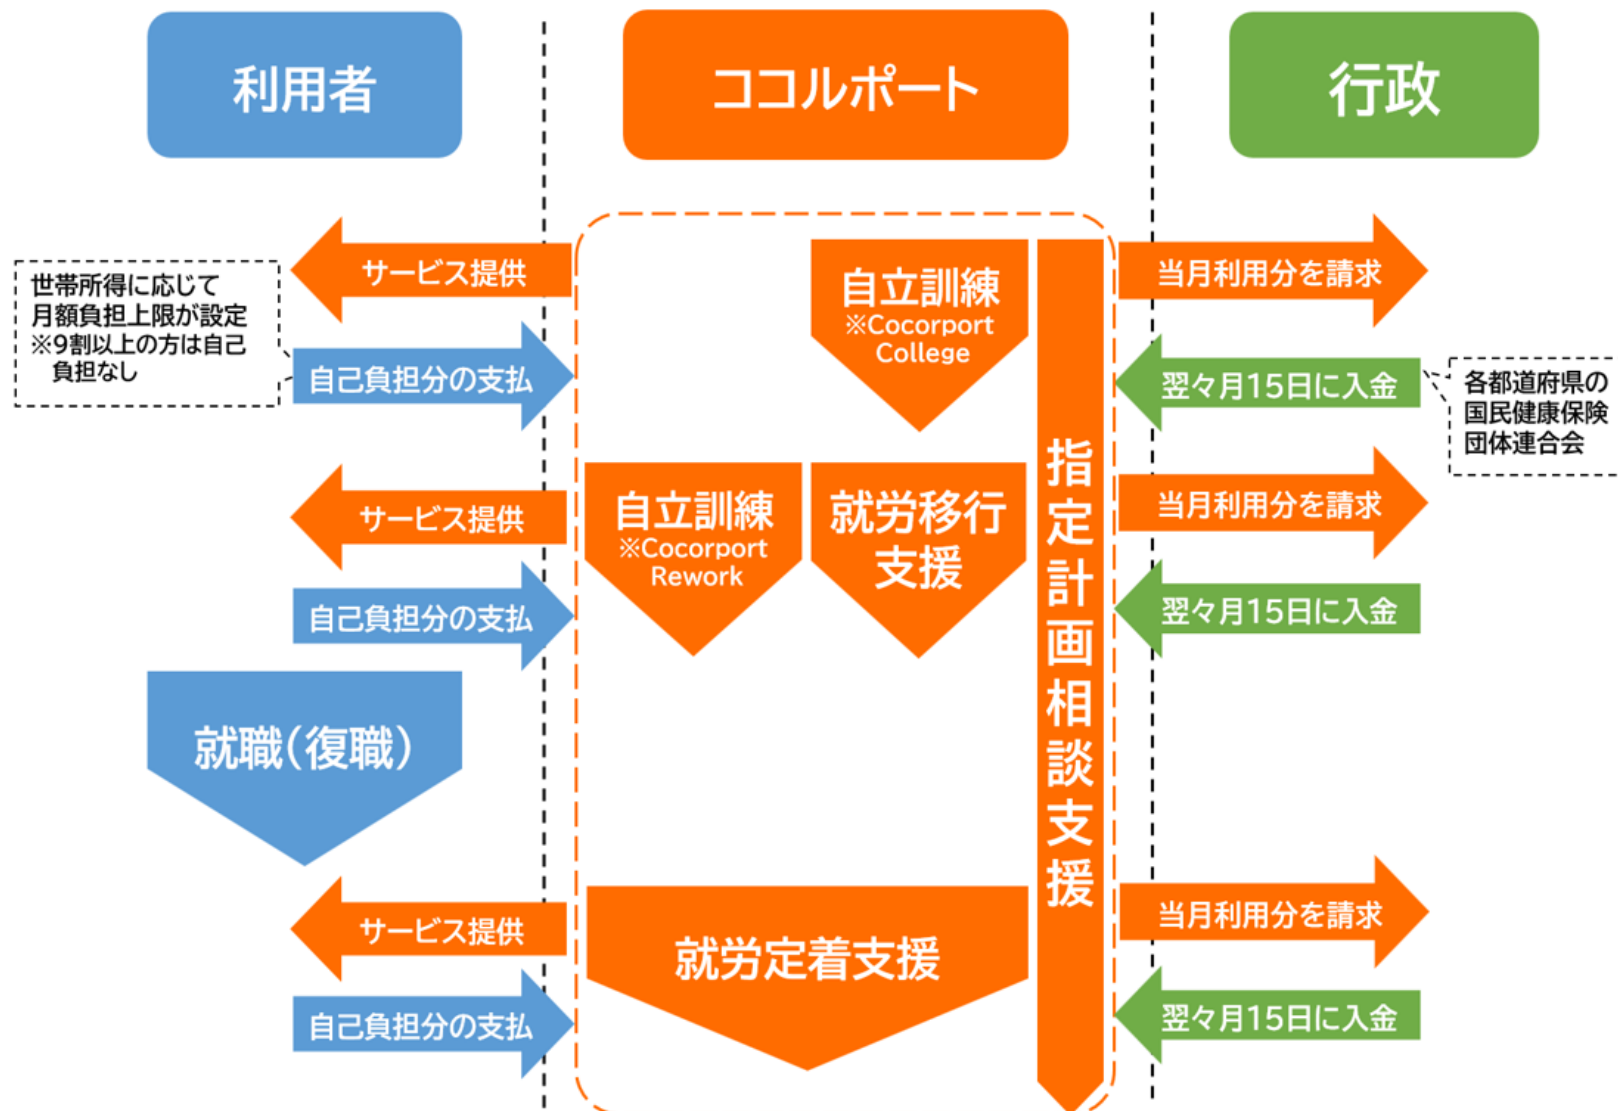 利用者
ココルポート
行政
サービス提供
自立訓練
※Cocorport
College
当月利用分を請求
世帯所得に応じて
月額負担上限が設定
※9割以上の方は自己
負担なし
自己負担分の支払
翌々月15日に入金
各都道府県の
国民健康保険
団体連合会
指定計画相談支援
サービス提供
自立訓練
※Cocorport
Rework
就労移行
支援
当月利用分を請求
自己負担分の支払
翌々月15日に入金
就職(復職)
サービス提供
就労定着支援
当月利用分を請求
自己負担分の支払
翌々月15日に入金